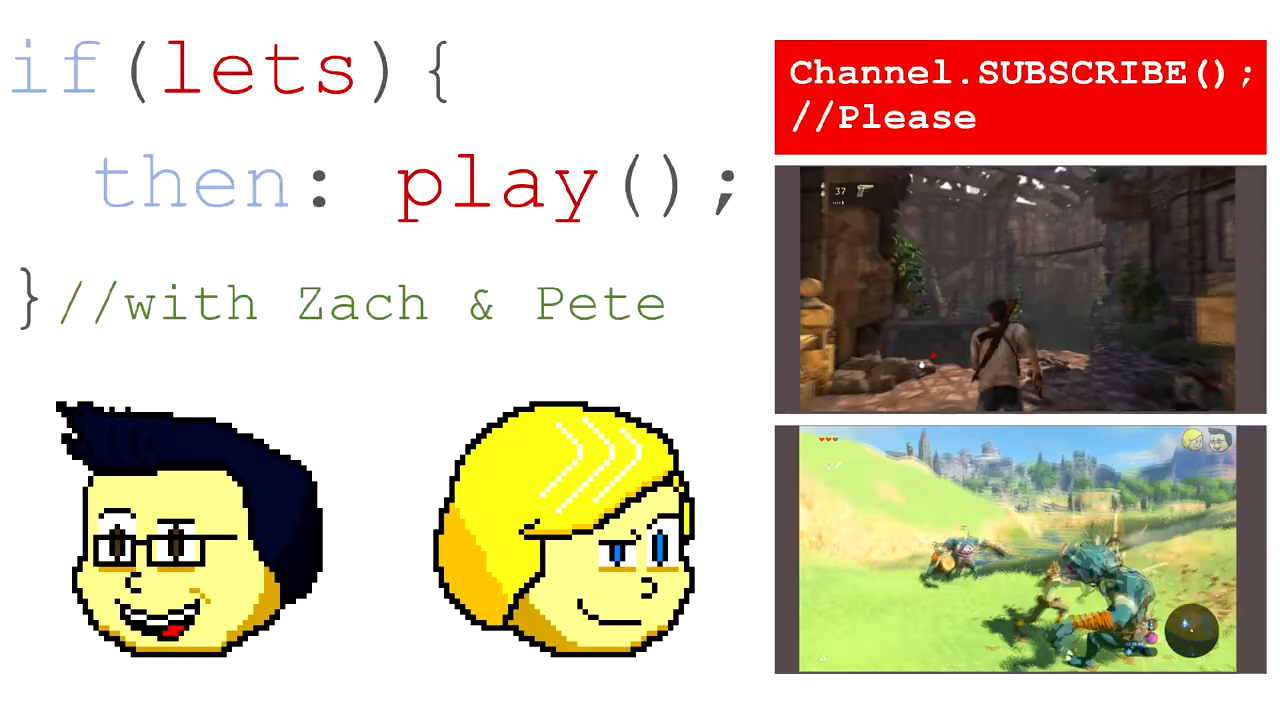 if(lets){
then: play();
}//with Zach & Pete
Channel.SUBSCRIBE();
//Please
37